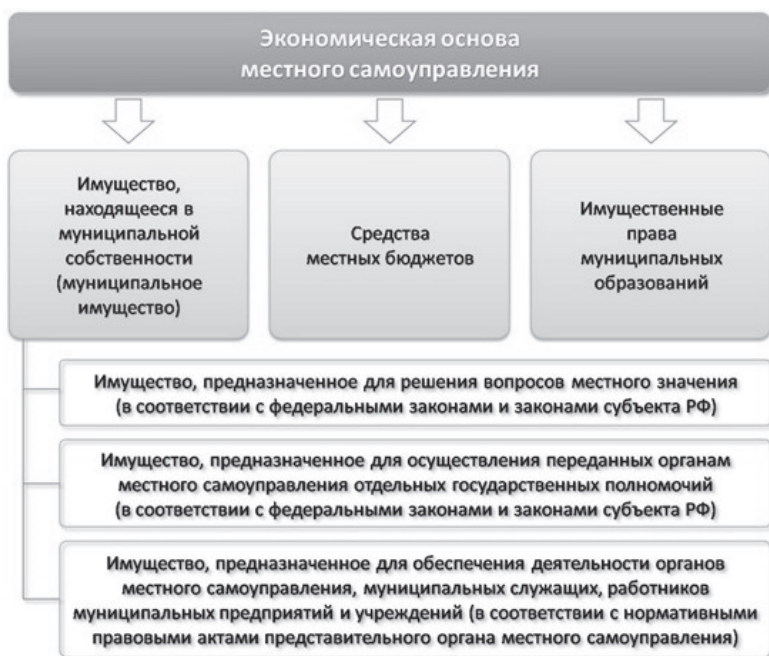 Экономическая основа
местного самоуправления
Имущество,
находящееся в
муниципальной
собственности
(муниципальное
имущество)
Средства
местных бюджетов
Имущественные
права
муниципальных
образований
Имущество, предназначенное для решения вопросов местного значения
(в соответствии с федеральными законами и законами субъекта РФ)
Имущество, предназначенное для осуществления переданных органам
местного самоуправления отдельных государственных полномочий
(в соответствии с федеральными законами и законами субъекта РФ)
Имущество, предназначенное для обеспечения деятельности органов
местного самоуправления, муниципальных служащих, работников
муниципальных предприятий и учреждений (в соответствии с нормативными
правовыми актами представительного органа местного самоуправления)